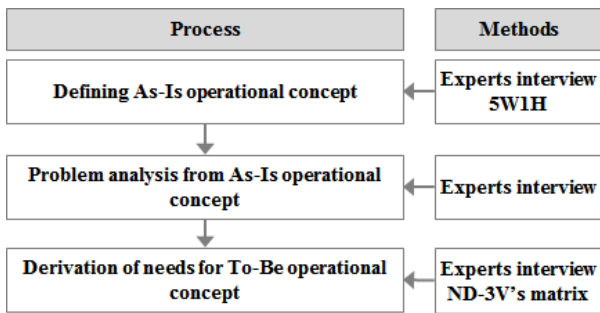 Process
Methods
Defining As-Is operational concept
Experts interview
5W1H
Problem analysis from As-Is operational
concept
Experts interview
Derivation of needs for To-Be operational
concept
Experts interview
ND-3V's matrix